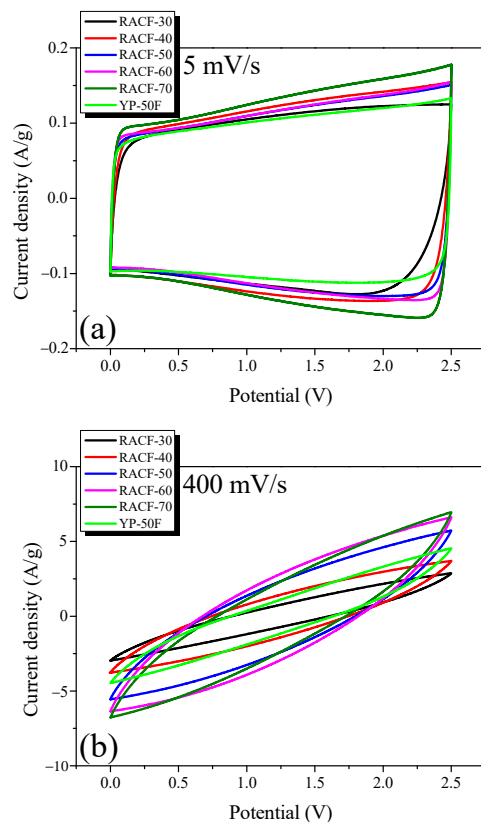 RACF-30
RACF-40
RACF-50
RACF-60
RACF-70
YP-50F
5 mV/s
0.2
0.1
0.0
−0.1
−0.2
Current density (A/g)
(a)
0.0 0.5 1.0 1.5 2.0 2.5
Potential (V)
RACF-30
RACF-40
RACF-50
RACF-60
RACF-70
YP-50F
400 mV/s
10
5
0
−5
−10
Current density (A/g)
(b)
0.0 0.5 1.0 1.5 2.0 2.5
Potential (V)